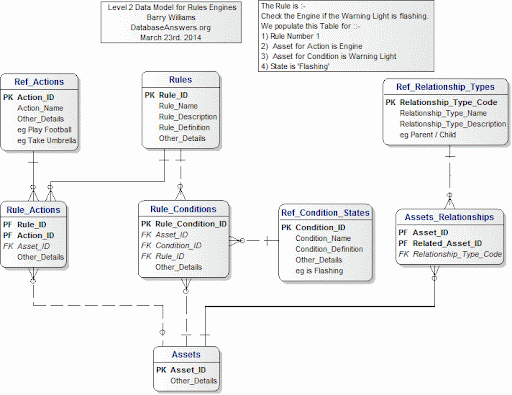 Level 2 Data Model for Rules Engines
Barry Williams
DatabaseAnswers.org
March 23rd. 2014
The Rule is :-
Check the Engine if the Warning Light is flashing.
We populate this Table for ::-
1) Rule Number 1
2) Asset for Action is Engine
3) Asset for Condition is Warning Light
4) State is 'Flashing'
Ref_Actions
PK Action_ID
Action_Name
Other_Details
eg Play Football
eg Take Umbrella
Rules
PK Rule_ID
Rule_Name
Rule_Description
Rule_Definition
Other_Details
Ref_Relationship_Types
PK Relationship_Type_Code
Relationship_Type_Name
Relationship_Type_Description
eg Parent / Child
Rule_Actions
PF Rule_ID
PF Action_ID
FK Asset_ID
Other_Details
Rule_Conditions
PK Rule_Condition_ID
FK Asset_ID
FK Condition_ID
FK Rule_ID
Other_Details
Ref_Condition_States
PK Condition_ID
Condition_Name
Condition_Definition
Other_Details
eg is Flashing
Assets_Relationships
PF Asset_ID
PF Related_Asset_ID
FK Relationship_Type_Code
Assets
PK Asset_ID
Other_Details